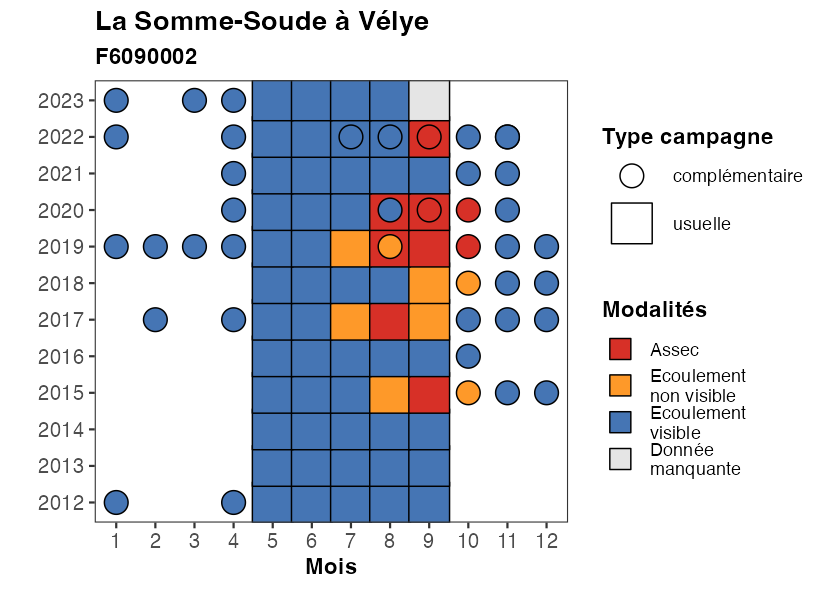 La Somme-Soude à Vélye
F6090002
2023
2022
2021
2020
2019
2018
2017
2016
2015
2014
2013
2012
1 2 3 4 5 6 7 8 9 10 11 12
Mois
Type campagne
complémentaire
usuelle
Modalités
Assec
Ecoulement
non visible
Ecoulement
visible
Donnée
manquante